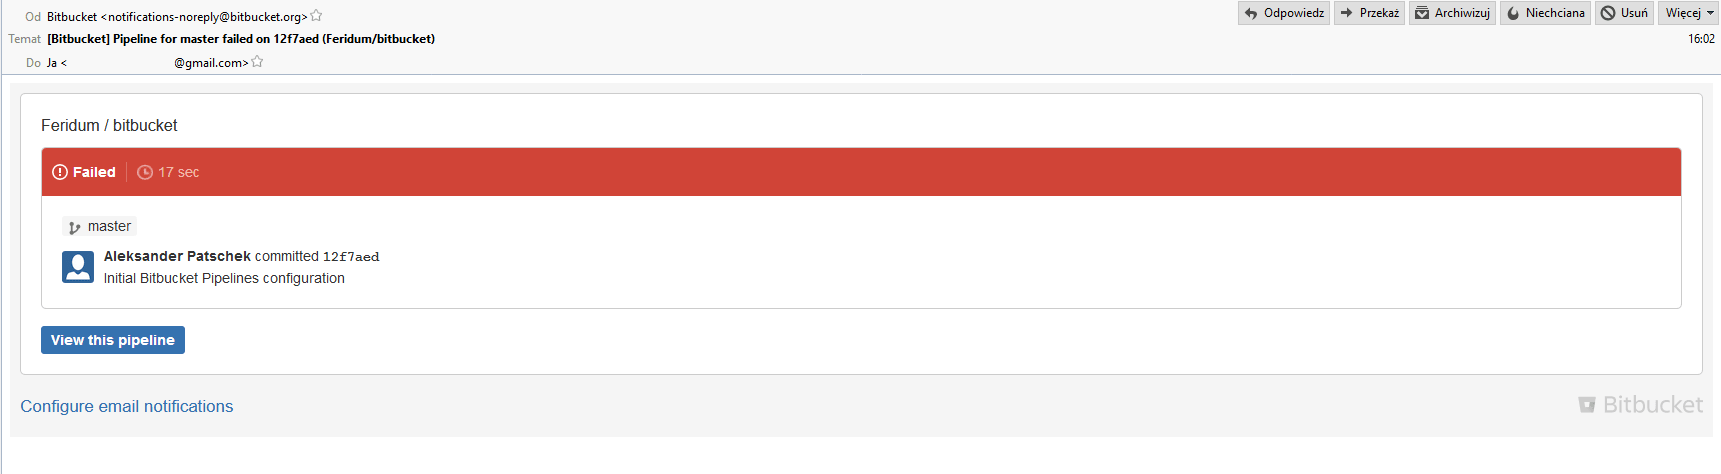 Od Bitbucket <notifications-noreply@bitbucket.org> Odpowiedz Przekaż Archiwizuj Niechciana Usuń Więcej
Temat [Bitbucket] Pipeline for master failed on 12f7aed (Feridum/bitbucket) 16:02
Do Ja < @gmail.com>
Feridum / bitbucket
Failed 17 sec
master
Aleksander Patschek committed 12f7aed
Initial Bitbucket Pipelines configuration
View this pipeline
Configure email notifications Bitbucket